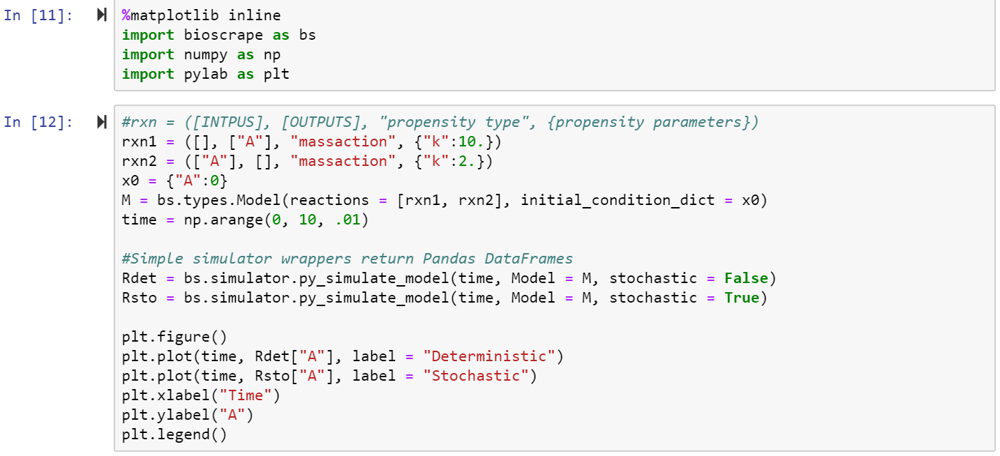 In [11]:
%matplotlib inline
import bioscrape as bs
import numpy as np
import pylab as plt
In [12]:
#rxn = ([INTPUS], [OUTPUTS], "propensity type", {propensity parameters})
rxn1 = ([], ["A"], "massaction", {"k":10.})
rxn2 = (["A"], [], "massaction", {"k":2.})
x0 = {"A":0}
M = bs.types.Model(reactions = [rxn1, rxn2], initial_condition_dict = x0)
time = np.arange(0, 10, .01)
#Simple simulator wrappers return Pandas DataFrames
Rdet = bs.simulator.py_simulate_model(time, Model = M, stochastic = False)
Rsto = bs.simulator.py_simulate_model(time, Model = M, stochastic = True)
plt.figure()
plt.plot(time, Rdet["A"], label = "Deterministic")
plt.plot(time, Rsto["A"], label = "Stochastic")
plt.xlabel("Time")
plt.ylabel("A")
plt.legend()